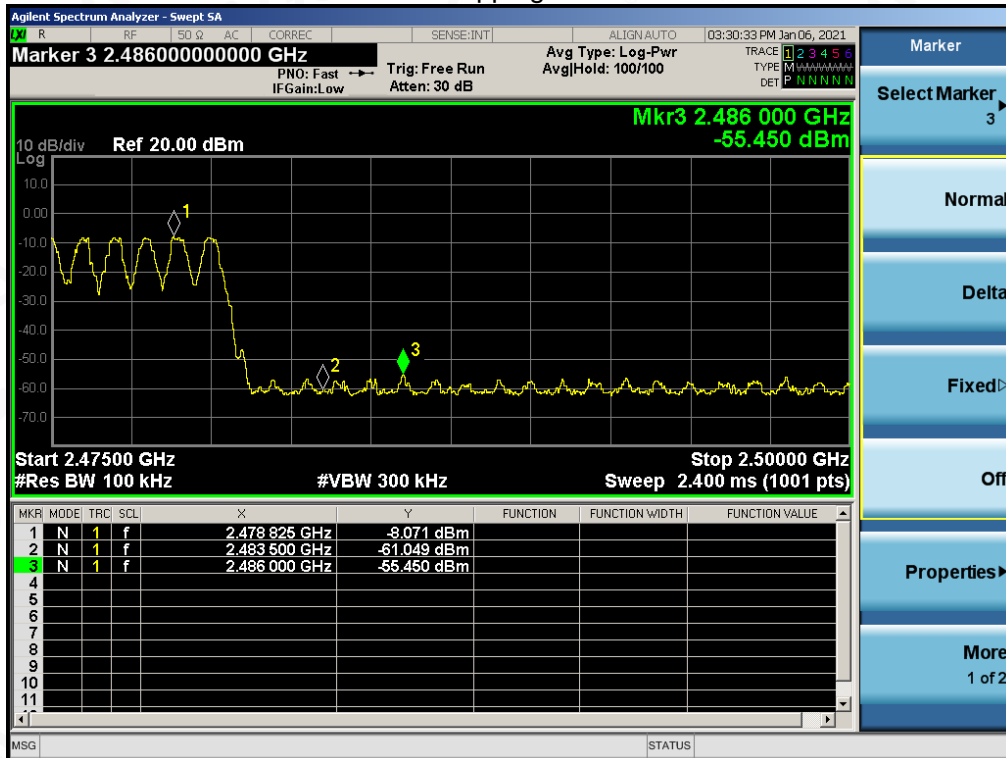 pping
Agilent Spectrum Analyzer - Swept SA
LXI R RF 50 Ω AC CORREC SENSE:INT ALIGN AUTO 03:30:33 PM Jan 06, 2021
Marker 3 2.486000000000 GHz
PNO: Fast
IFGain:Low
Trig: Free Run
Atten: 30 dB
Avg Type: Log-Pwr
Avg|Hold: 100/100
TRACE 1 2 3 4 5 6
TYPE M WWWWW
DET P N N N N N
Mkr3 2.486 000 GHz
-55.450 dBm
10 dB/div Ref 20.00 dBm
Log
10.0
0.00
-10.0
-20.0
-30.0
-40.0
-50.0
-60.0
-70.0
1
2
3
Start 2.47500 GHz Stop 2.50000 GHz
#Res BW 100 kHz #VBW 300 kHz Sweep 2.400 ms (1001 pts)
MKR MODE TRC SCL X Y FUNCTION FUNCTION WIDTH FUNCTION VALUE
1 N 1 f 2.478 825 GHz -8.071 dBm
2 N 1 f 2.483 500 GHz -61.049 dBm
3 N 1 f 2.486 000 GHz -55.450 dBm
4
5
6
7
8
9
10
11
MSG STATUS
Marker
Select Marker
3
Normal
Delta
Fixed
Off
Properties
More
1 of 2